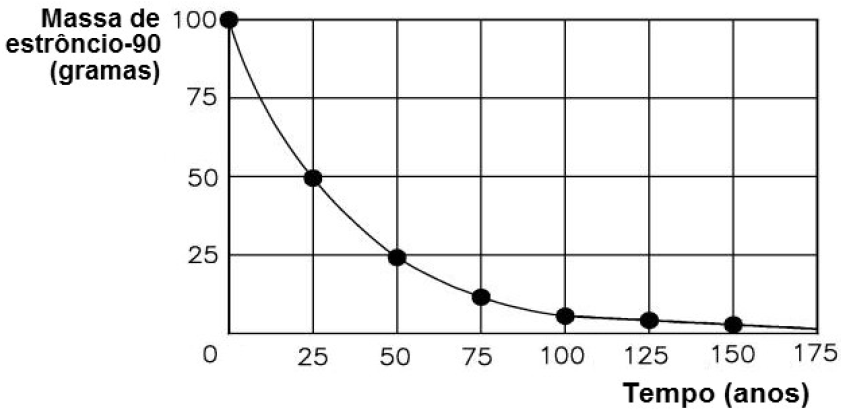 Massa de
estrôncio-90
(gramas)
100
75
50
25
0 25 50 75 100 125 150 175
Tempo (anos)